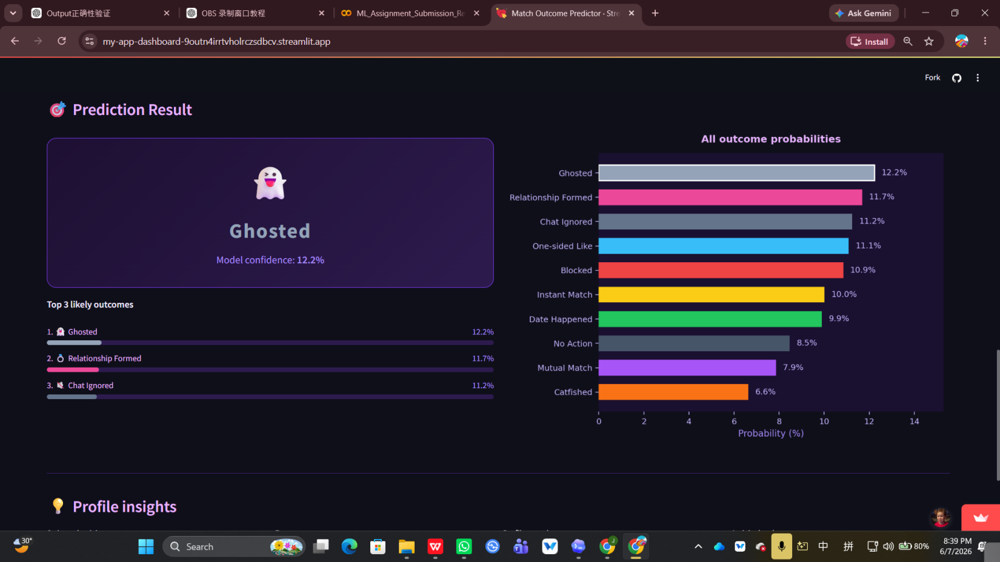 Output正确性验证
OBS 录制窗口教程
ML_Assignment_Submission_Re
Match Outcome Predictor · Stre
Ask Gemini
my-app-dashboard-9outn4irrtvholrczsdbcv.streamlit.app
Install
Fork
Prediction Result
Ghosted
Model confidence: 12.2%
Top 3 likely outcomes
1. Ghosted 12.2%
2. Relationship Formed 11.7%
3. Chat Ignored 11.2%
All outcome probabilities
Ghosted 12.2%
Relationship Formed 11.7%
Chat Ignored 11.2%
One-sided Like 11.1%
Blocked 10.9%
Instant Match 10.0%
Date Happened 9.9%
No Action 8.5%
Mutual Match 7.9%
Catfished 6.6%
0 2 4 6 8 10 12 14
Probability (%)
Profile insights
30°
Search
中
拼
80%
8:39 PM
6/7/2026